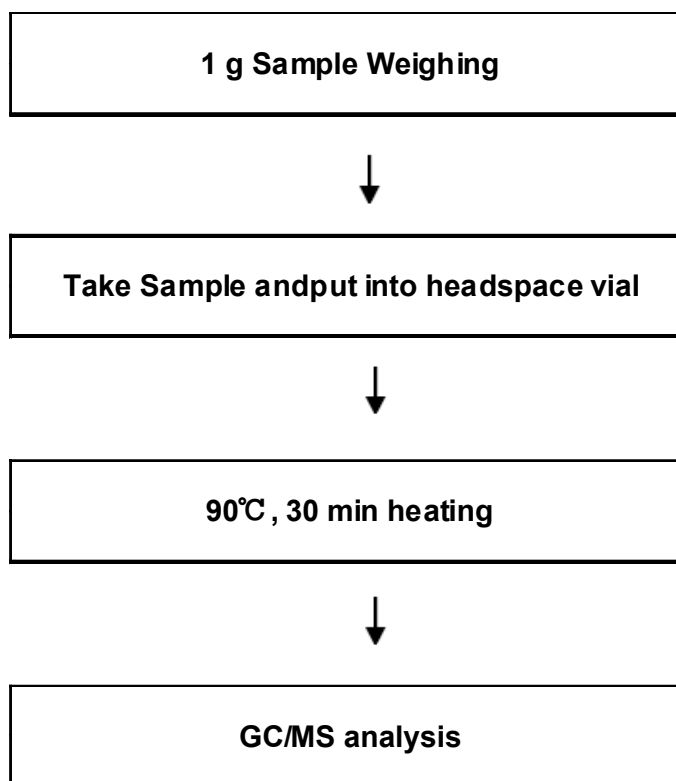 1 g Sample Weighing
Take Sample andput into headspace vial
90℃, 30 min heating
GC/MS analysis